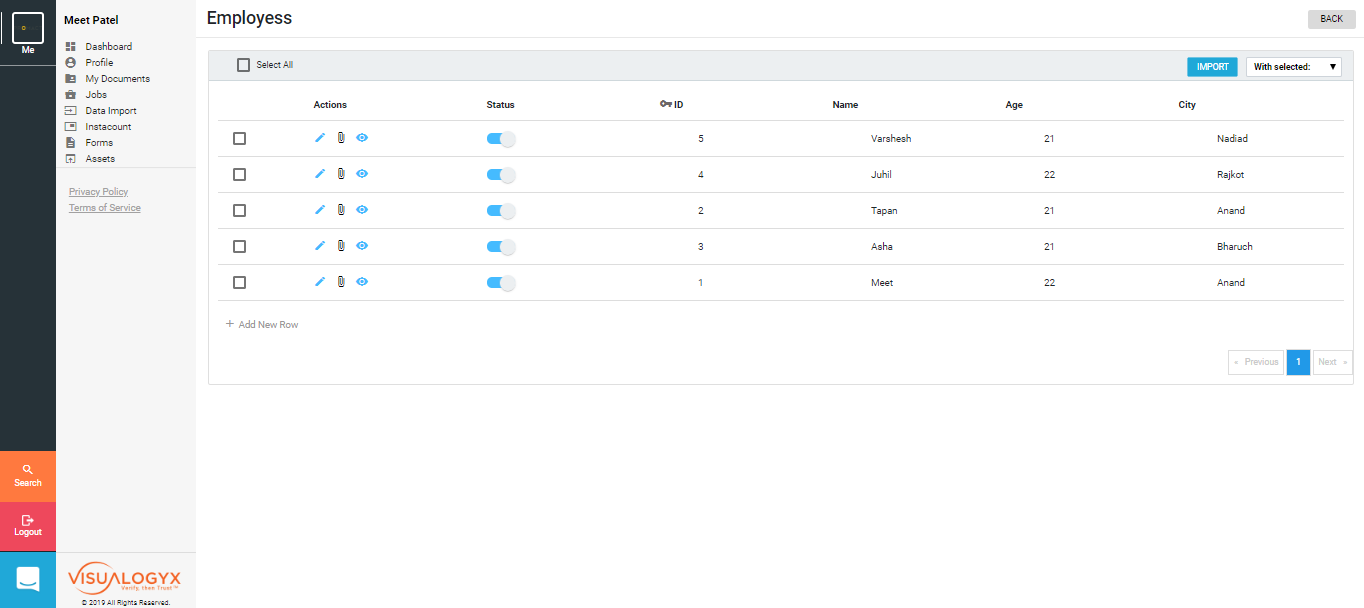 Me
Meet Patel
Dashboard
Profile
My Documents
Jobs
Data Import
Instacount
Forms
Assets
Privacy Policy
Terms of Service
Search
Logout
VISUALOGYX
Verify, then Trust™
© 2019 All Rights Reserved.
Employess
BACK
Select All
IMPORT
With selected: ▼
Actions Status ID Name Age City
5 Varshesh 21 Nadiad
4 Juhil 22 Rajkot
2 Tapan 21 Anand
3 Asha 21 Bharuch
1 Meet 22 Anand
+ Add New Row
« Previous 1 Next »